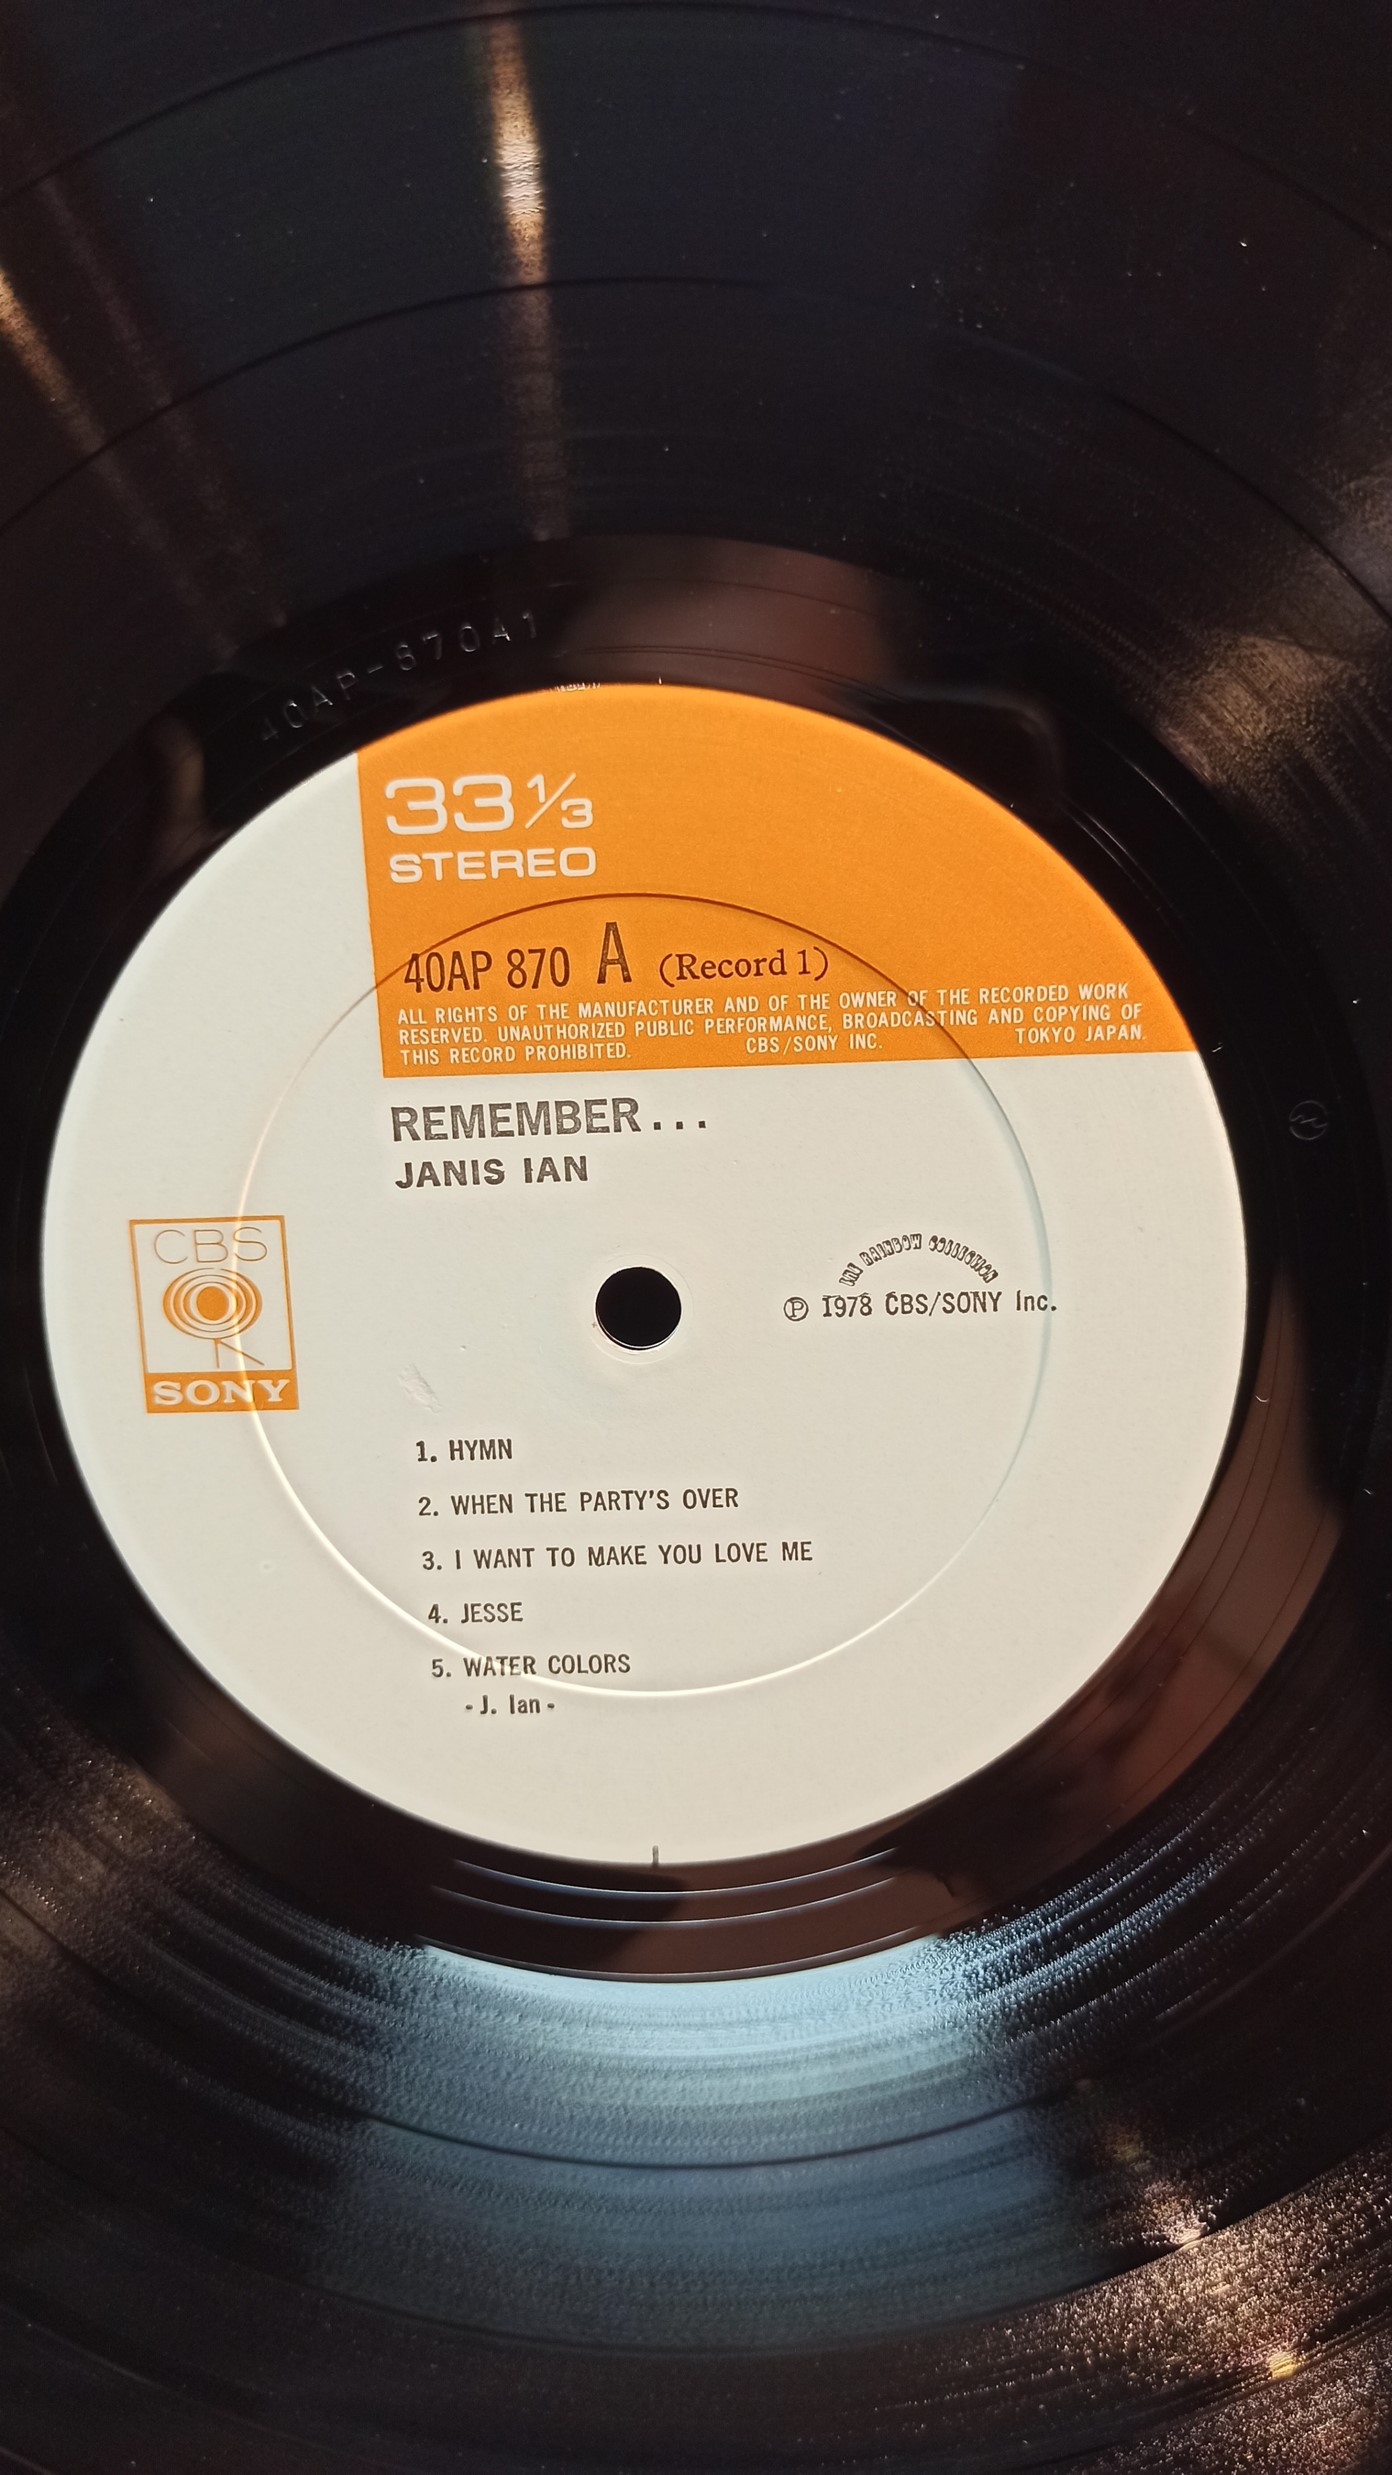 40AP-870A1
33 1/3
STEREO
40AP 870 A (Record 1)
ALL RIGHTS OF THE MANUFACTURER AND OF THE OWNER OF THE RECORDED WORK
RESERVED. UNAUTHORIZED PUBLIC PERFORMANCE, BROADCASTING AND COPYING OF
THIS RECORD PROHIBITED. CBS/SONY INC. TOKYO JAPAN.
REMEMBER...
JANIS IAN
CBS
SONY
THE RAINBOW COLLECTION
Ⓟ 1978 CBS/SONY Inc.
1. HYMN
2. WHEN THE PARTY'S OVER
3. I WANT TO MAKE YOU LOVE ME
4. JESSE
5. WATER COLORS
- J. Ian -